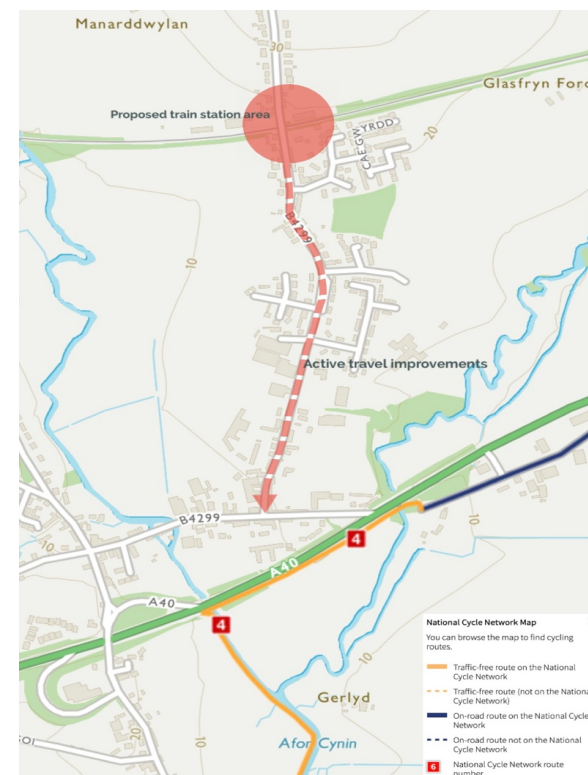 Manarddwylan
30
Glasfryn Ford
Proposed train station area
CAEGWYRDD
20
B4299
10
10
Active travel improvements
B4299
4
10
A40
10
A40
4
10
Gerlyd
Afon Cynin
National Cycle Network Map
You can browse the map to find cycling
routes.
Traffic-free route on the National
Cycle Network
Traffic-free route (not on the National
Cycle Network)
On-road route on the National Cycle
Network
On-road route not on the National
Cycle Network
6
National Cycle Network route
number